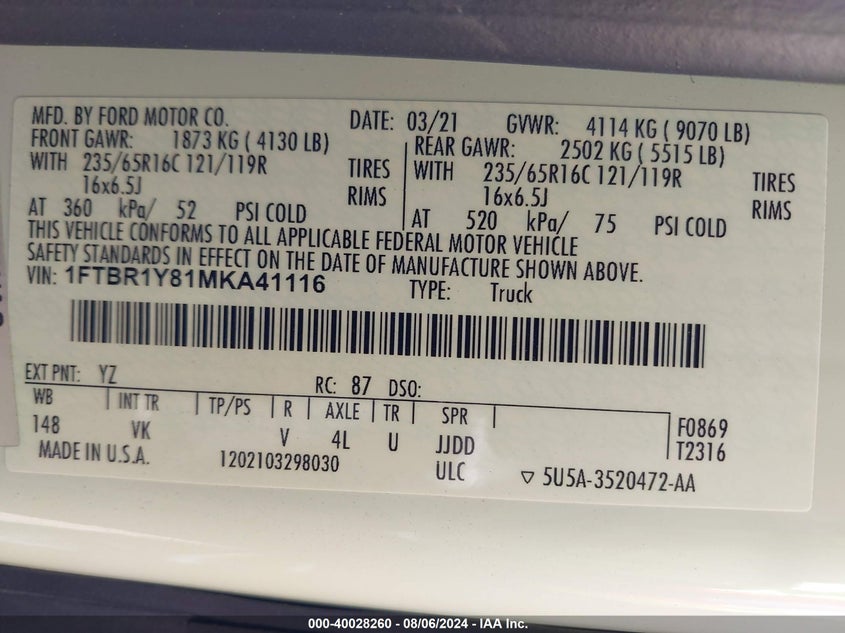 MFD. BY FORD MOTOR CO. DATE: 03/21 GVWR: 4114 KG ( 9070 LB)
FRONT GAWR: 1873 KG ( 4130 LB) REAR GAWR: 2502 KG ( 5515 LB)
WITH 235/65R16C 121/119R TIRES WITH 235/65R16C 121/119R TIRES
16x6.5J RIMS 16x6.5J RIMS
AT 360 kPa/ 52 PSI COLD AT 520 kPa/ 75 PSI COLD
THIS VEHICLE CONFORMS TO ALL APPLICABLE FEDERAL MOTOR VEHICLE
SAFETY STANDARDS IN EFFECT ON THE DATE OF MANUFACTURE SHOWN ABOVE.
VIN: 1FTBR1Y81MKA41116 TYPE: Truck
EXT PNT: YZ RC: 87 DSO:
WB INT TR TP/PS R AXLE TR SPR F0869
148 VK V 4L U JJDD T2316
MADE IN U.S.A. 1202103298030 ULC 5U5A-3520472-AA
000-40028260 - 08/06/2024 - IAA Inc.